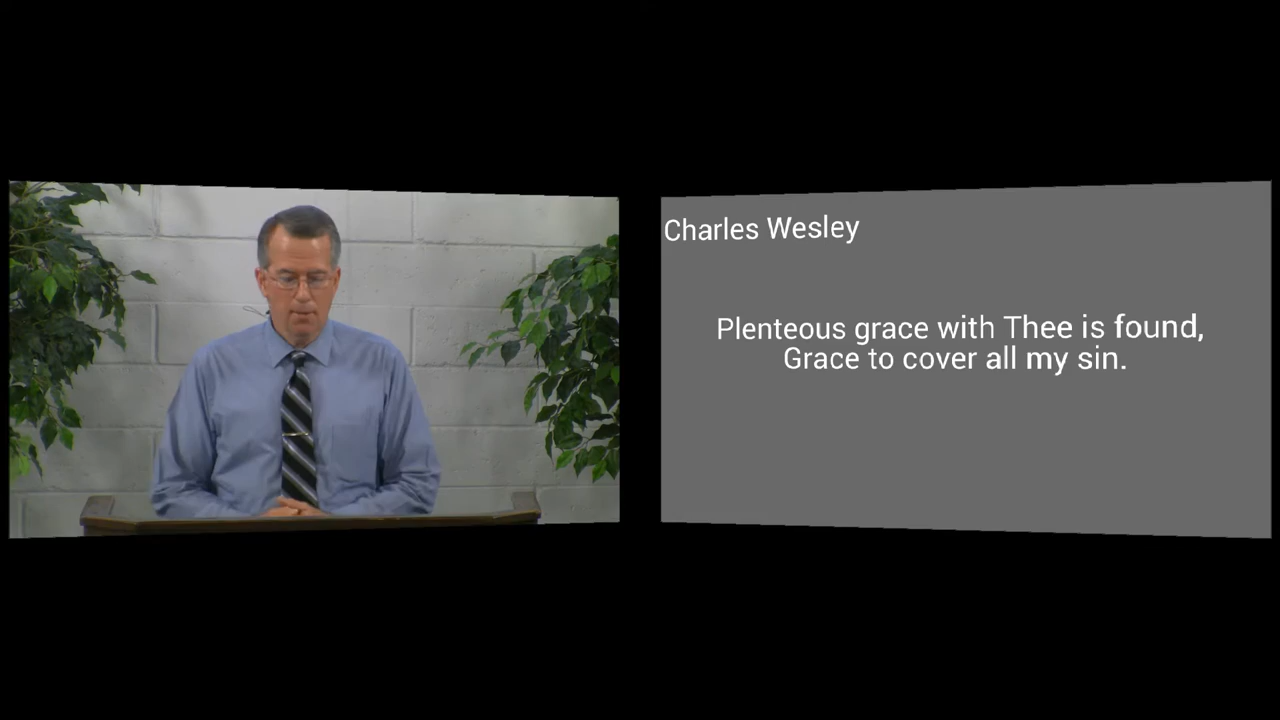 Charles Wesley
Plenteous grace with Thee is found,
Grace to cover all my sin.